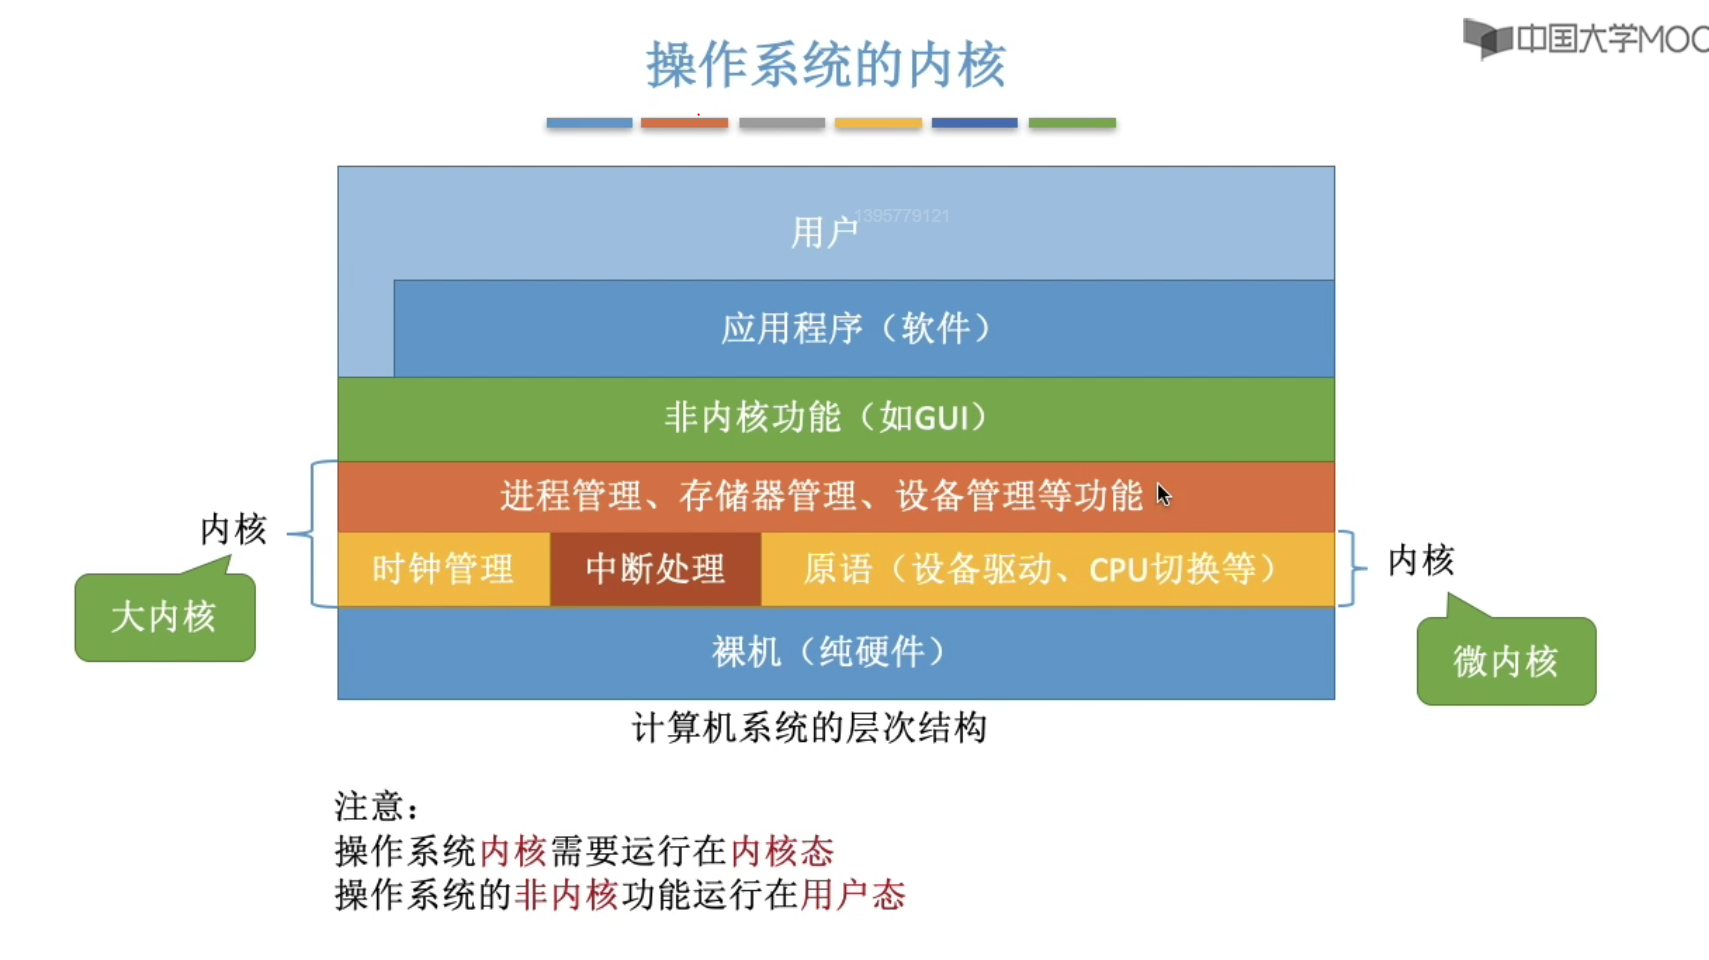 中国大学MOO
操作系统的内核
1395779121
用户
应用程序（软件）
非内核功能（如GUI）
进程管理、存储器管理、设备管理等功能
内核
时钟管理 中断处理 原语（设备驱动、CPU切换等）
内核
大内核
裸机（纯硬件）
微内核
计算机系统的层次结构
注意：
操作系统内核需要运行在内核态
操作系统的非内核功能运行在用户态